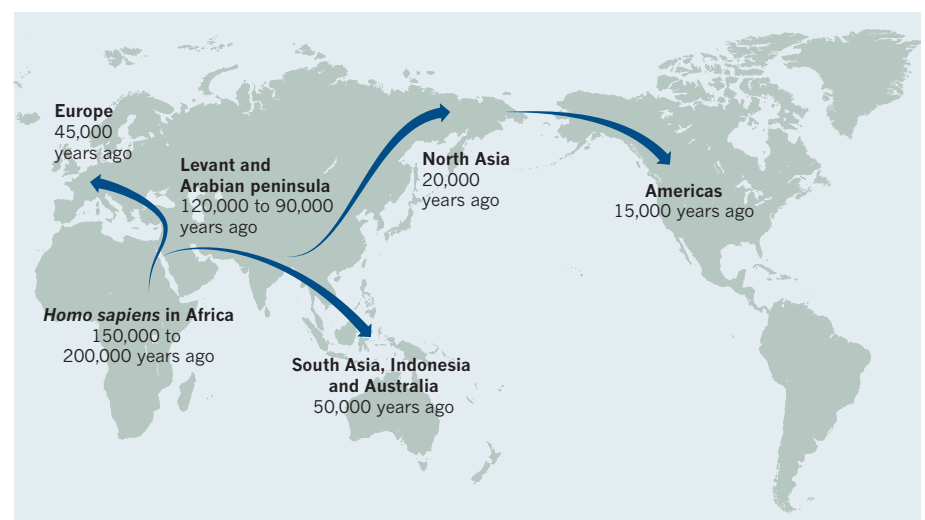 Europe
45,000
years ago
Levant and
Arabian peninsula
120,000 to 90,000
years ago
North Asia
20,000
years ago
Americas
15,000 years ago
Homo sapiens in Africa
150,000 to
200,000 years ago
South Asia, Indonesia
and Australia
50,000 years ago